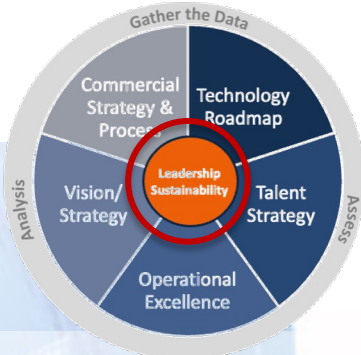 Gather the Data
Commercial
Strategy &
Process
Technology
Roadmap
Leadership
Sustainability
Vision/
Strategy
Talent
Strategy
Operational
Excellence
Analysis
Assess